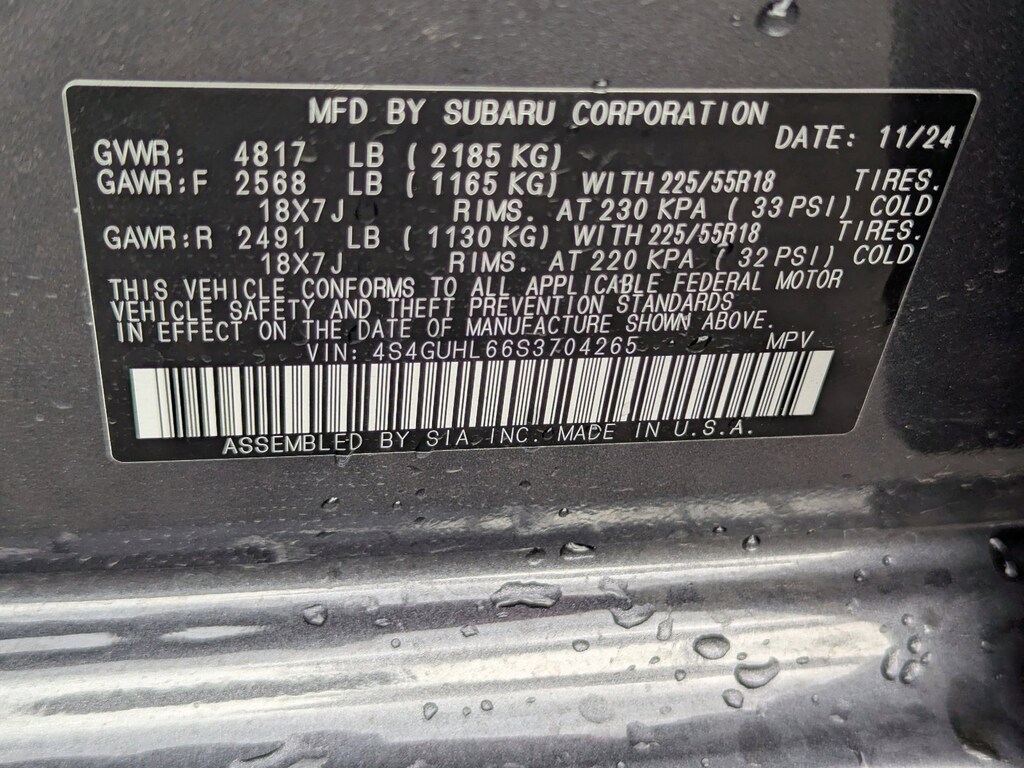 MFD BY SUBARU CORPORATION
DATE: 11/24
GVWR: 4817 LB ( 2185 KG)
GAWR:F 2568 LB ( 1165 KG) WITH 225/55R18 TIRES.
18X7J RIMS. AT 230 KPA ( 33 PSI) COLD
GAWR:R 2491 LB ( 1130 KG) WITH 225/55R18 TIRES.
18X7J RIMS. AT 220 KPA ( 32 PSI) COLD
THIS VEHICLE CONFORMS TO ALL APPLICABLE FEDERAL MOTOR
VEHICLE SAFETY AND THEFT PREVENTION STANDARDS
IN EFFECT ON THE DATE OF MANUFACTURE SHOWN ABOVE.
VIN: 4S4GUHL66S3704265 MPV
ASSEMBLED BY SIA INC. MADE IN U.S.A.